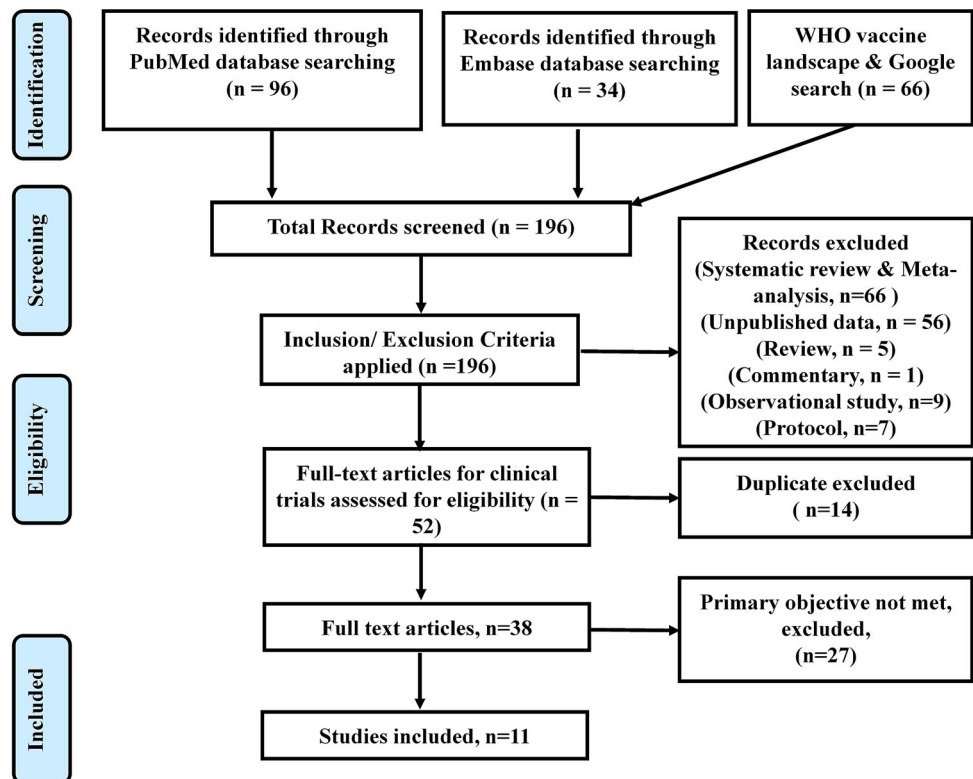 Identification
Records identified through
PubMed database searching
(n = 96)
Records identified through
Embase database searching
(n = 34)
WHO vaccine
landscape & Google
search (n = 66)
Screening
Total Records screened (n = 196)
Records excluded
(Systematic review & Meta-
analysis, n=66 )
(Unpublished data, n = 56)
(Review, n = 5)
(Commentary, n = 1)
(Observational study, n=9)
(Protocol, n=7)
Inclusion/ Exclusion Criteria
applied (n =196)
Eligibility
Full-text articles for clinical
trials assessed for eligibility (n =
52)
Duplicate excluded
( n=14)
Included
Full text articles, n=38
Primary objective not met,
excluded,
(n=27)
Studies included, n=11